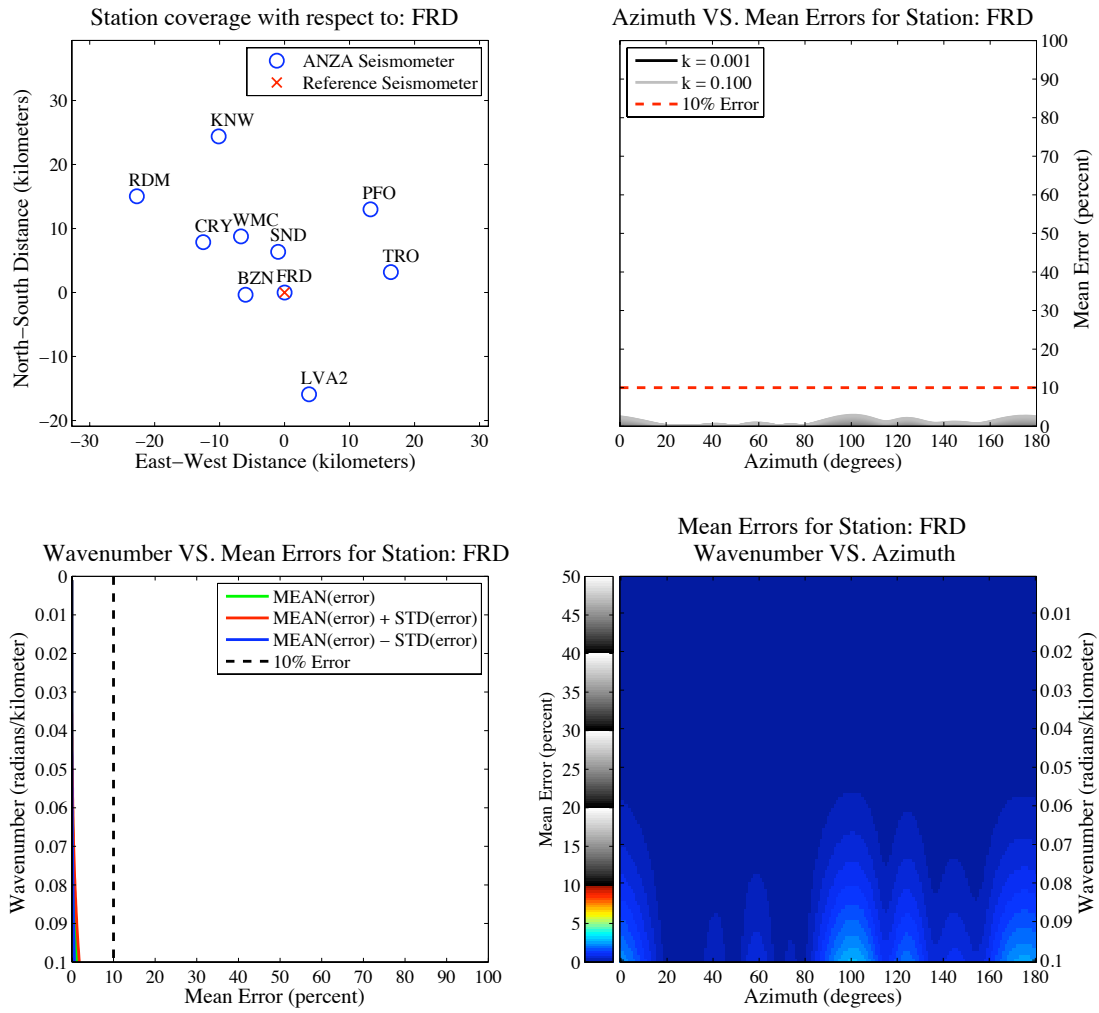 Station coverage with respect to: FRD
ANZA Seismometer
Reference Seismometer
KNW
RDM
PFO
CRY
WMC
SND
TRO
BZN
FRD
LVA2
30
20
10
0
−10
−20
−30
−20
−10
0
10
20
30
North−South Distance (kilometers)
East−West Distance (kilometers)
Azimuth VS. Mean Errors for Station: FRD
k = 0.001
k = 0.100
10% Error
100
90
80
70
60
50
40
30
20
10
0
Mean Error (percent)
0
20
40
60
80
100
120
140
160
180
Azimuth (degrees)
Wavenumber VS. Mean Errors for Station: FRD
MEAN(error)
MEAN(error) + STD(error)
MEAN(error) − STD(error)
10% Error
0
0.01
0.02
0.03
0.04
0.05
0.06
0.07
0.08
0.09
0.1
Wavenumber (radians/kilometer)
0
10
20
30
40
50
60
70
80
90
100
Mean Error (percent)
Mean Errors for Station: FRD
Wavenumber VS. Azimuth
50
45
40
35
30
25
20
15
10
5
0
Mean Error (percent)
0.01
0.02
0.03
0.04
0.05
0.06
0.07
0.08
0.09
0.1
Wavenumber (radians/kilometer)
0
20
40
60
80
100
120
140
160
180
Azimuth (degrees)